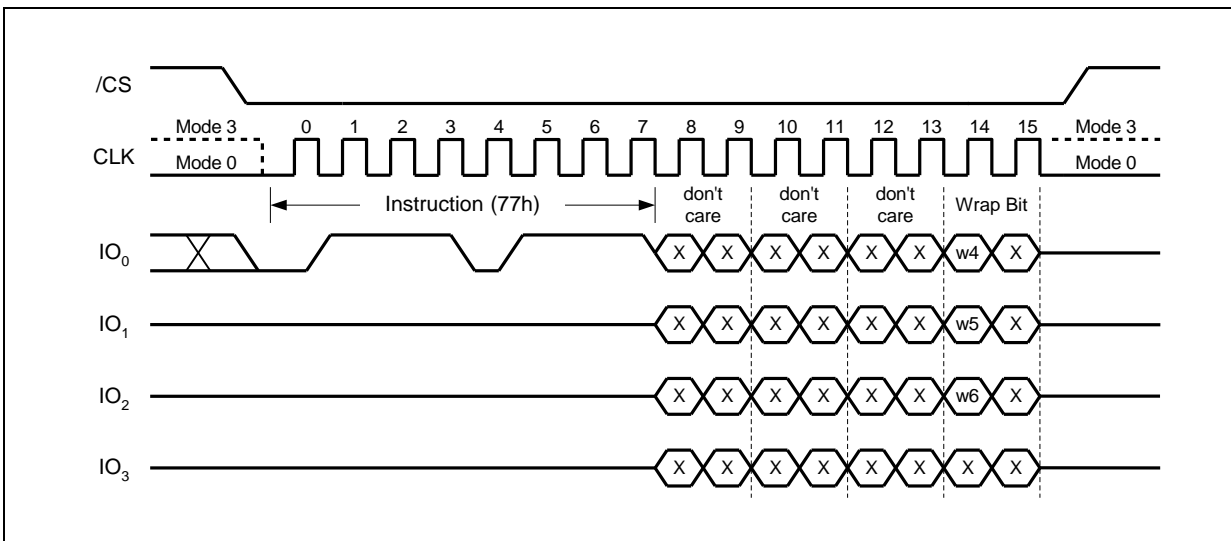 /CS
Mode 3 0 1 2 3 4 5 6 7 8 9 10 11 12 13 14 15 Mode 3
CLK
Mode 0 Mode 0
Instruction (77h) don't care don't care don't care Wrap Bit
IO0 X X X X X X w4 X
IO1 X X X X X X w5 X
IO2 X X X X X X w6 X
IO3 X X X X X X X X